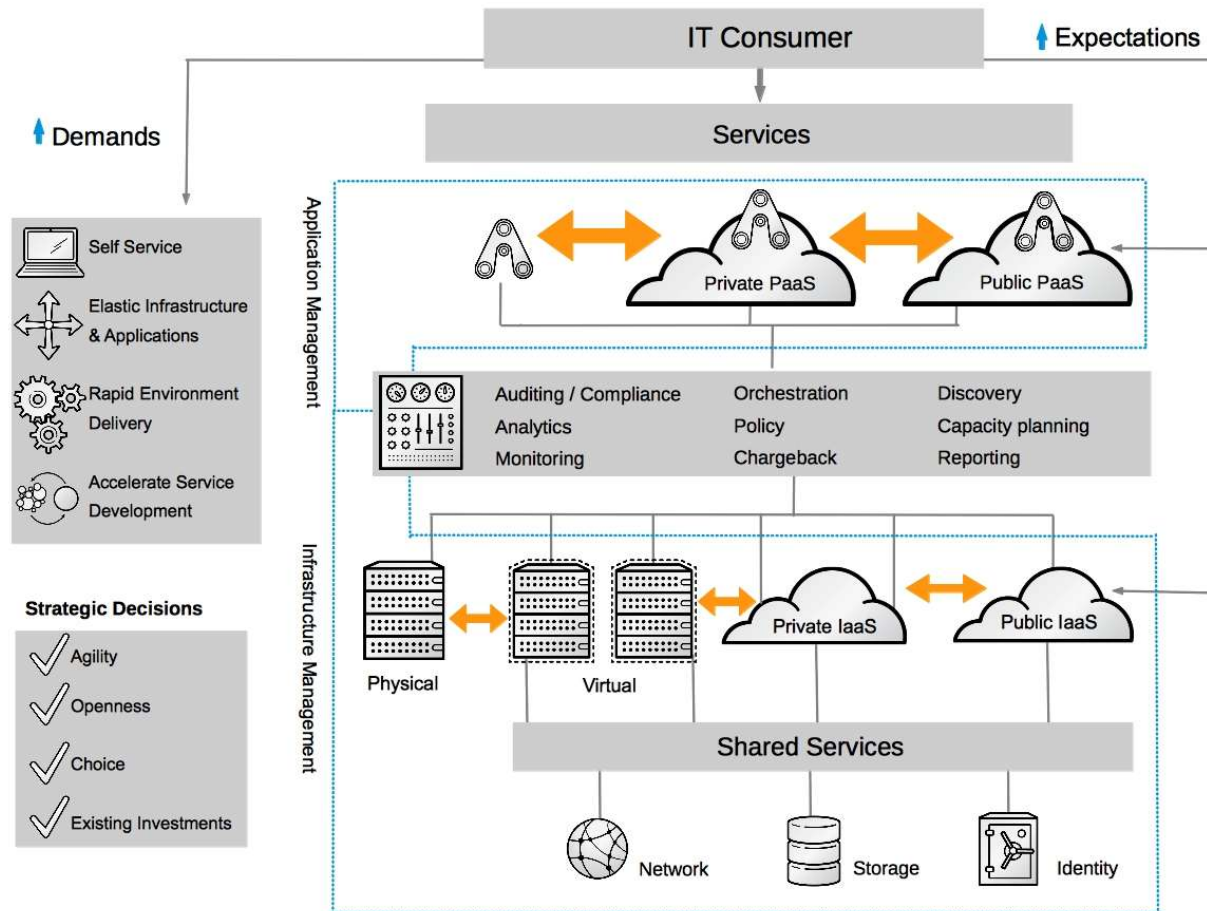 IT Consumer
Expectations
Demands
Services
Self Service
Elastic Infrastructure
& Applications
Rapid Environment
Delivery
Accelerate Service
Development
Strategic Decisions
Agility
Openness
Choice
Existing Investments
Application Management
Private PaaS
Public PaaS
Auditing / Compliance
Orchestration
Discovery
Analytics
Policy
Capacity planning
Monitoring
Chargeback
Reporting
Infrastructure Management
Private IaaS
Public IaaS
Physical
Virtual
Shared Services
Network
Storage
Identity